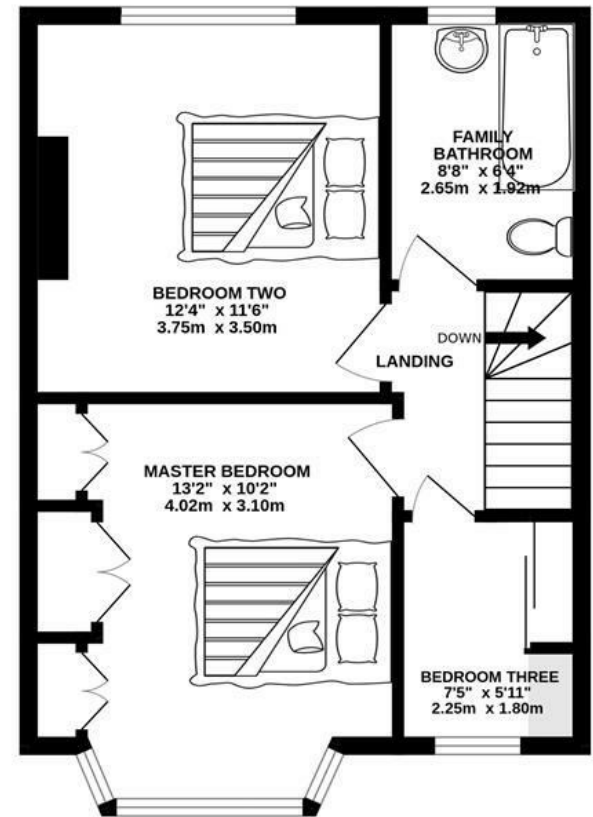 FAMILY
BATHROOM
8'8" x 6'4"
2.65m x 1.92m
BEDROOM TWO
12'4" x 11'6"
3.75m x 3.50m
DOWN
LANDING
MASTER BEDROOM
13'2" x 10'2"
4.02m x 3.10m
BEDROOM THREE
7'5" x 5'11"
2.25m x 1.80m